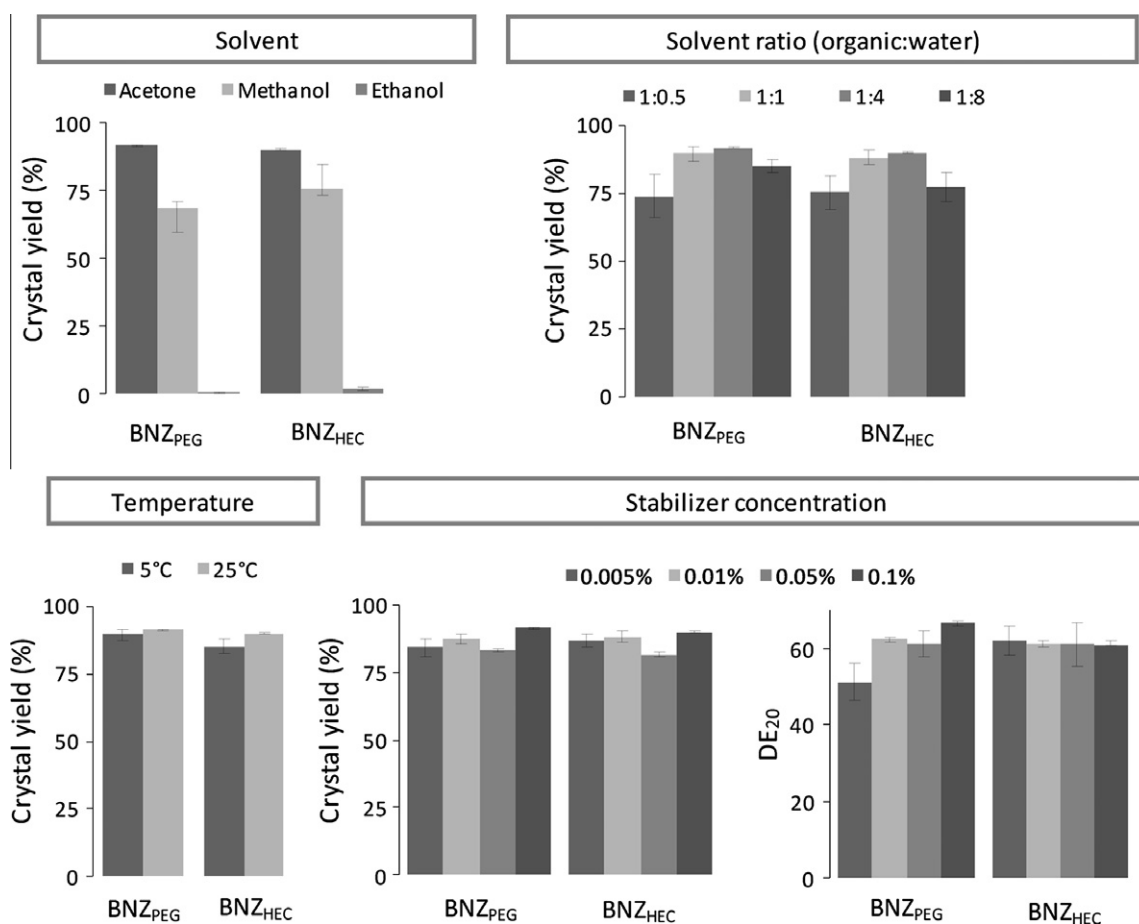 Solvent
Acetone Methanol Ethanol
Crystal yield (%)
100
75
50
25
0
BNZPEG BNZHEC
Solvent ratio (organic:water)
1:0.5 1:1 1:4 1:8
Crystal yield (%)
100
75
50
25
0
BNZPEG BNZHEC
Temperature
5°C 25°C
Crystal yield (%)
100
75
50
25
0
BNZPEG BNZHEC
Stabilizer concentration
0.005% 0.01% 0.05% 0.1%
Crystal yield (%)
100
75
50
25
0
BNZPEG BNZHEC
DE20
60
40
20
0
BNZPEG BNZHEC